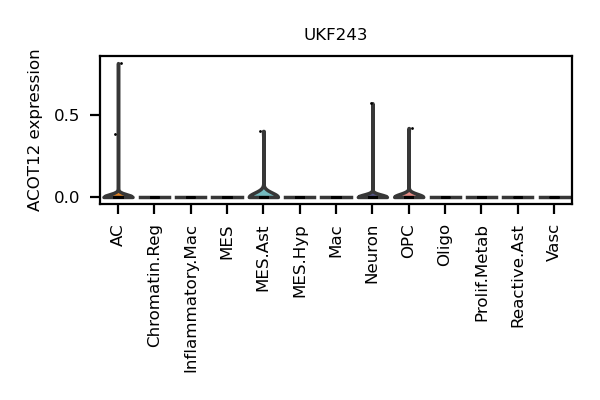 UKF243
ACOT12 expression
0.5
0.0
AC
Chromatin.Reg
Inflammatory.Mac
MES
MES.Ast
MES.Hyp
Mac
Neuron
OPC
Oligo
Prolif.Metab
Reactive.Ast
Vasc